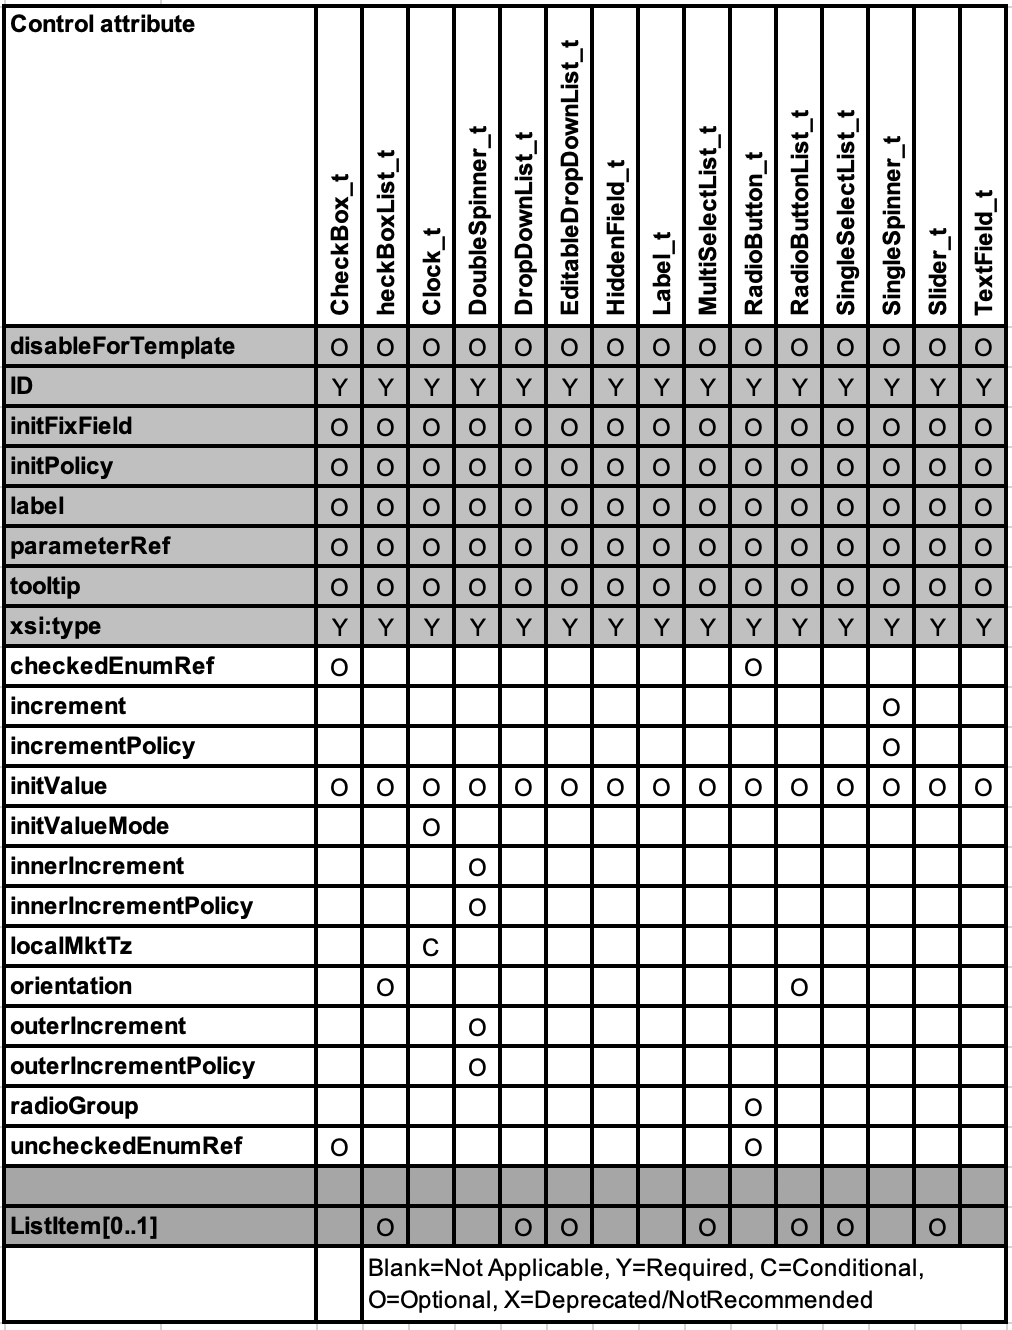 Control attribute CheckBox_t heckBoxList_t Clock_t DoubleSpinner_t DropDownList_t EditableDropDownList_t HiddenField_t Label_t MultiSelectList_t RadioButton_t RadioButtonList_t SingleSelectList_t SingleSpinner_t Slider_t TextField_t
disableForTemplate O O O O O O O O O O O O O O O
ID Y Y Y Y Y Y Y Y Y Y Y Y Y Y Y
initFixField O O O O O O O O O O O O O O O
initPolicy O O O O O O O O O O O O O O O
label O O O O O O O O O O O O O O O
parameterRef O O O O O O O O O O O O O O O
tooltip O O O O O O O O O O O O O O O
xsi:type Y Y Y Y Y Y Y Y Y Y Y Y Y Y Y
checkedEnumRef O O
increment O
incrementPolicy O
initValue O O O O O O O O O O O O O O O
initValueMode O
innerIncrement O
innerIncrementPolicy O
localMktTz C
orientation O O
outerIncrement O
outerIncrementPolicy O
radioGroup O
uncheckedEnumRef O O
ListItem[0..1] O O O O O O O
Blank=Not Applicable, Y=Required, C=Conditional,
O=Optional, X=Deprecated/NotRecommended